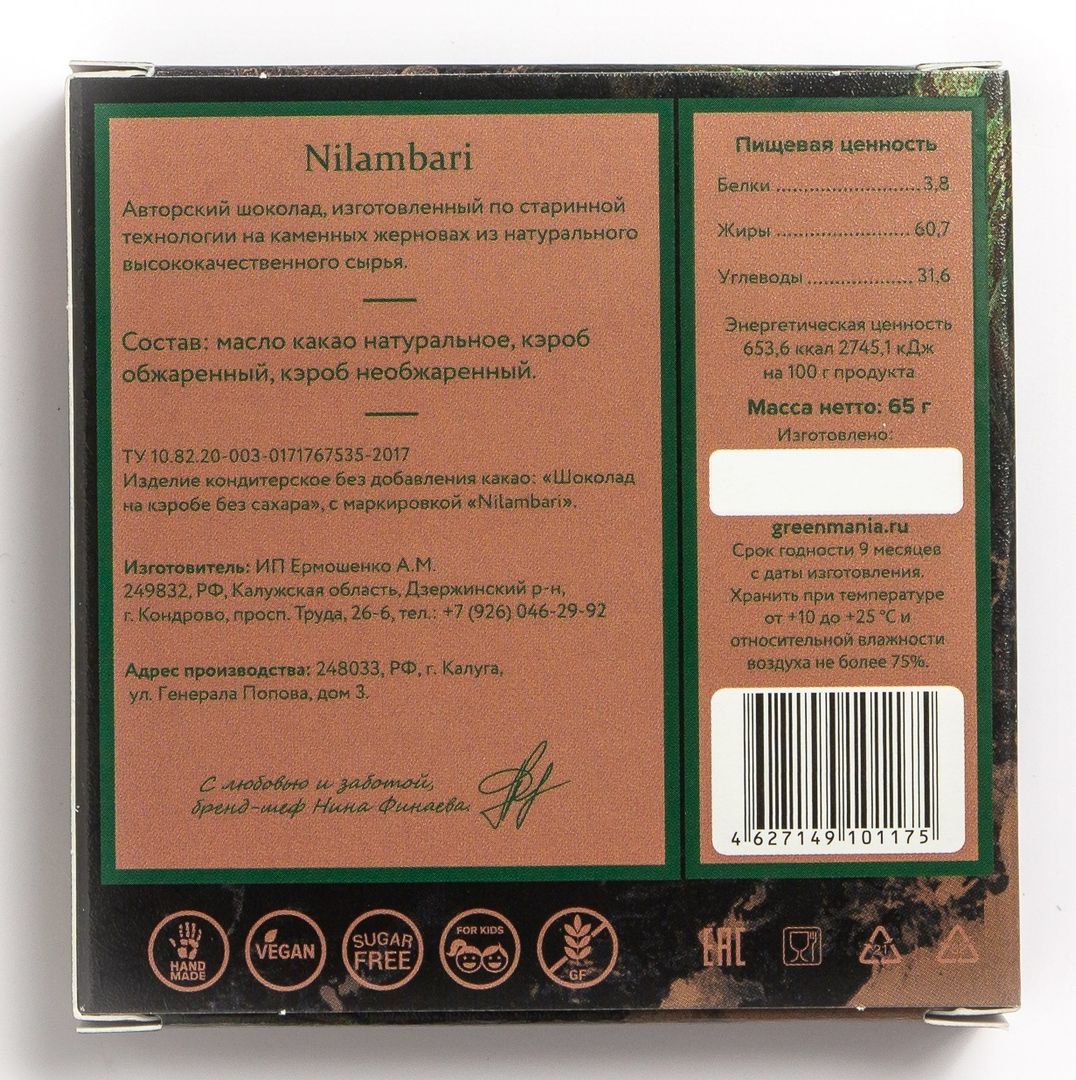 Nilambari
Авторский шоколад, изготовленный по старинной
технологии на каменных жерновах из натурального
высококачественного сырья.
Состав: масло какао натуральное, кэроб
обжаренный, кэроб необжаренный.
ТУ 10.82.20-003-0171767535-2017
Изделие кондитерское без добавления какао: «Шоколад
на кэробе без сахара», с маркировкой «Nilambari».
Изготовитель: ИП Ермошенко А.М.
249832, РФ, Калужская область, Дзержинский р-н,
г. Кондрово, просп. Труда, 26-6, тел.: +7 (926) 046-29-92
Адрес производства: 248033, РФ, г. Калуга,
ул. Генерала Попова, дом 3.
С любовью и заботой,
бренд-шеф Нина Финаева.
Пищевая ценность
Белки ........................3,8
Жиры ...................... 60,7
Углеводы .................. 31,6
Энергетическая ценность
653,6 ккал 2745,1 кДж
на 100 г продукта
Масса нетто: 65 г
Изготовлено:
greenmania.ru
Срок годности 9 месяцев
с даты изготовления.
Хранить при температуре
от +10 до +25 °С и
относительной влажности
воздуха не более 75%.
4 627149 101175
HAND
MADE
VEGAN
SUGAR
FREE
FOR KIDS
GF
EAC
21